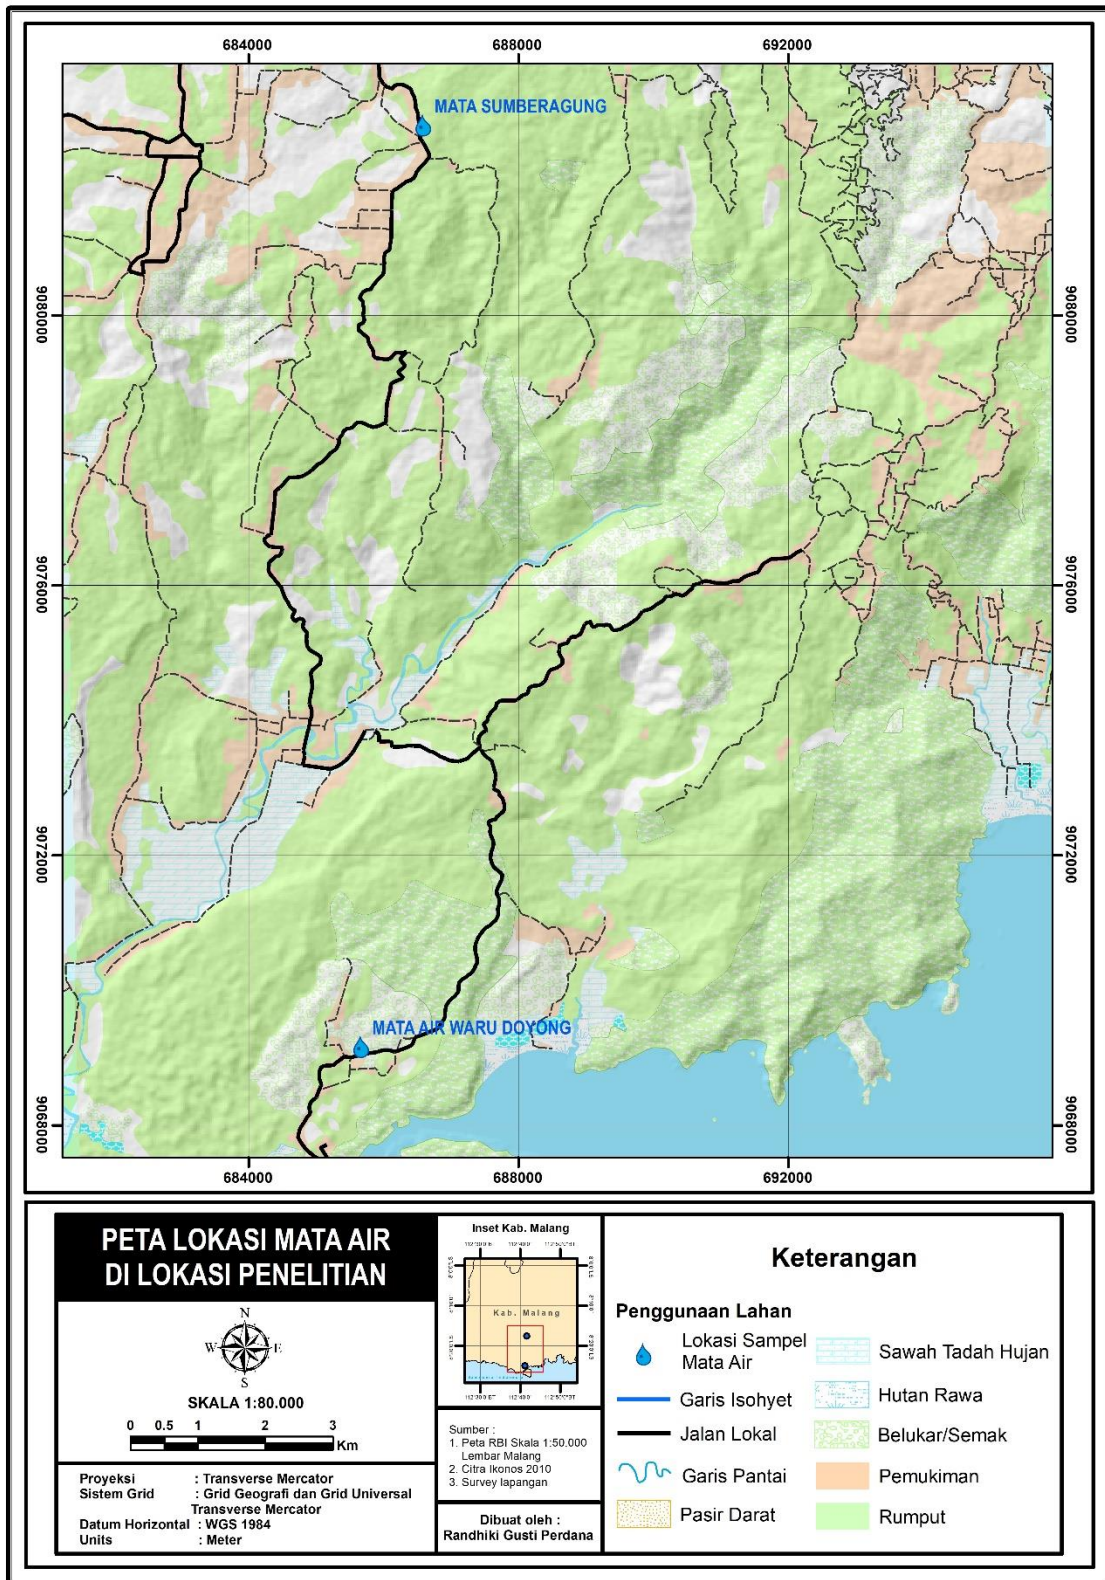 684000 688000 692000
MATA SUMBERAGUNG
9080000 9080000
9076000 9076000
9072000 9072000
MATA AIR WARU DOYONG
9068000 9068000
684000 688000 692000
PETA LOKASI MATA AIR
DI LOKASI PENELITIAN
N
W E
S
SKALA 1:80.000
0 0.5 1 2 3
Km
Proyeksi : Transverse Mercator
Sistem Grid : Grid Geografi dan Grid Universal
Transverse Mercator
Datum Horizontal : WGS 1984
Units : Meter
Inset Kab. Malang
Kab. Malang
Sumber :
1. Peta RBI Skala 1:50.000
Lembar Malang
2. Citra Ikonos 2010
3. Survey lapangan
Dibuat oleh :
Randhiki Gusti Perdana
Keterangan
Penggunaan Lahan
Lokasi Sampel
Mata Air
Garis Isohyet
Jalan Lokal
Garis Pantai
Pasir Darat
Sawah Tadah Hujan
Hutan Rawa
Belukar/Semak
Pemukiman
Rumput